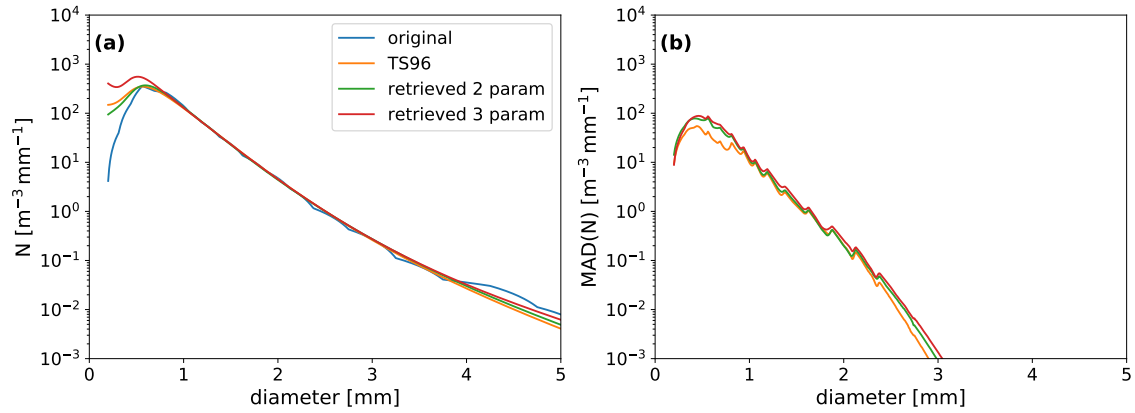 (a)
original
TS96
retrieved 2 param
retrieved 3 param
N [m⁻³ mm⁻¹]
10⁴
10³
10²
10¹
10⁰
10⁻¹
10⁻²
10⁻³
0 1 2 3 4 5
diameter [mm]
(b)
MAD(N) [m⁻³ mm⁻¹]
10⁴
10³
10²
10¹
10⁰
10⁻¹
10⁻²
10⁻³
0 1 2 3 4 5
diameter [mm]